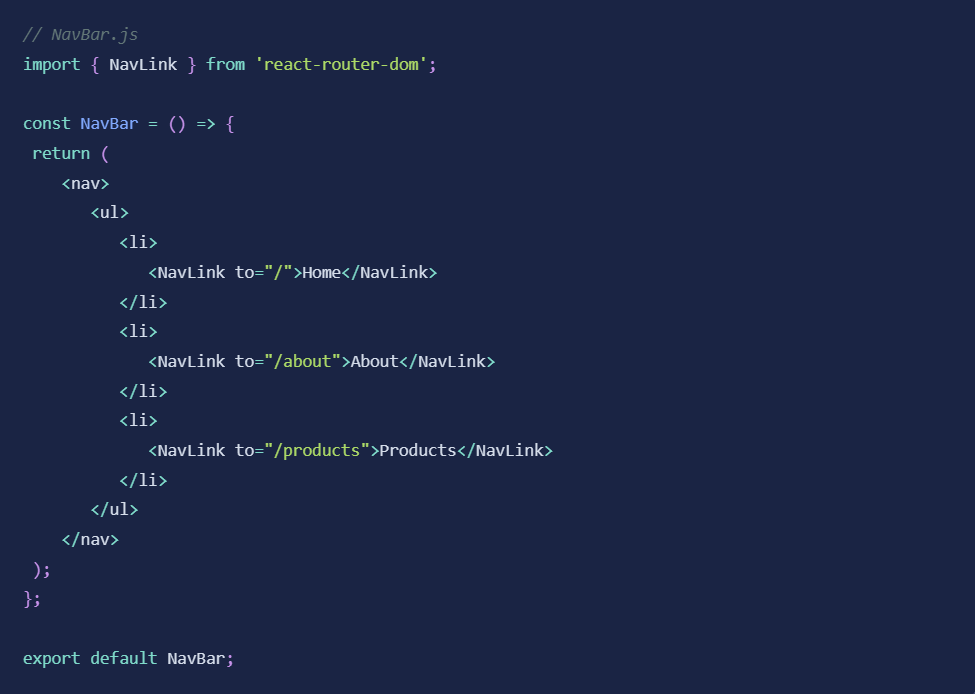 // NavBar.js
import { NavLink } from 'react-router-dom';

const NavBar = () => {
 return (
    <nav>
       <ul>
          <li>
             <NavLink to="/">Home</NavLink>
          </li>
          <li>
             <NavLink to="/about">About</NavLink>
          </li>
          <li>
             <NavLink to="/products">Products</NavLink>
          </li>
       </ul>
    </nav>
 );
};

export default NavBar;